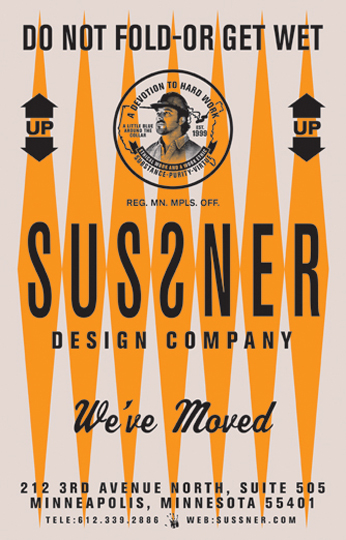 DO NOT FOLD-OR GET WET
UP
UP
A DEVOTION TO HARD WORK
A LITTLE BLUE
AROUND THE
COLLAR
EST.
1999
SUBSTANCE·PURITY·VIRTUE
REG. MN. MPLS. OFF.
SUSSNER
DESIGN COMPANY
We've Moved
212 3RD AVENUE NORTH, SUITE 505
MINNEAPOLIS, MINNESOTA 55401
TELE:612.339.2886 WEB:SUSSNER.COM